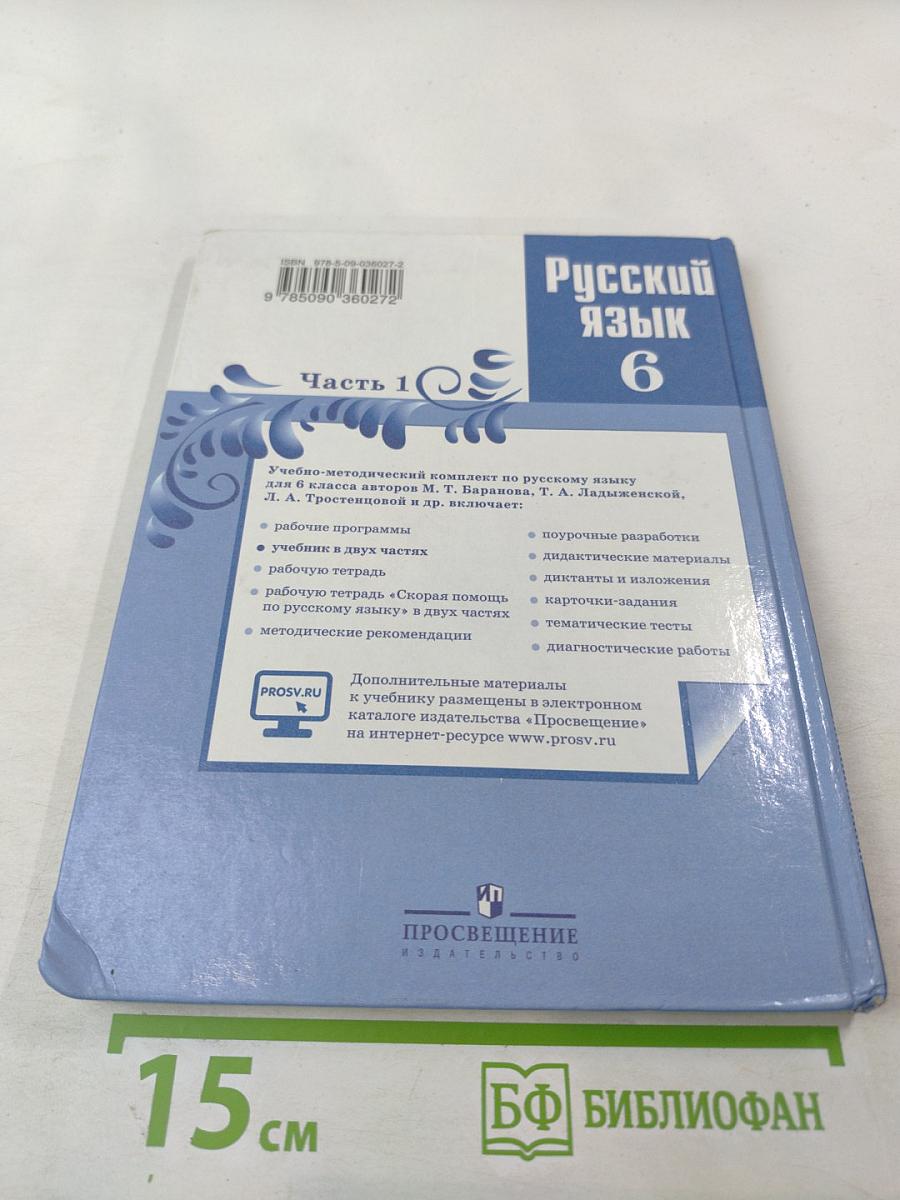 ISBN 978-5-09-036027-2
9 785090 360272
Русский
язык
6
Часть 1
Учебно-методический комплект по русскому языку
для 6 класса авторов М. Т. Баранова, Т. А. Ладыженской,
Л. А. Тростенцовой и др. включает:
• рабочие программы
• учебник в двух частях
• рабочую тетрадь
• рабочую тетрадь «Скорая помощь
по русскому языку» в двух частях
• методические рекомендации
• поурочные разработки
• дидактические материалы
• диктанты и изложения
• карточки-задания
• тематические тесты
• диагностические работы
PROSV.RU
Дополнительные материалы
к учебнику размещены в электронном
каталоге издательства «Просвещение»
на интернет-ресурсе www.prosv.ru
ИП
ПРОСВЕЩЕНИЕ
ИЗДАТЕЛЬСТВО
15 см
БФ БИБЛИОФАН